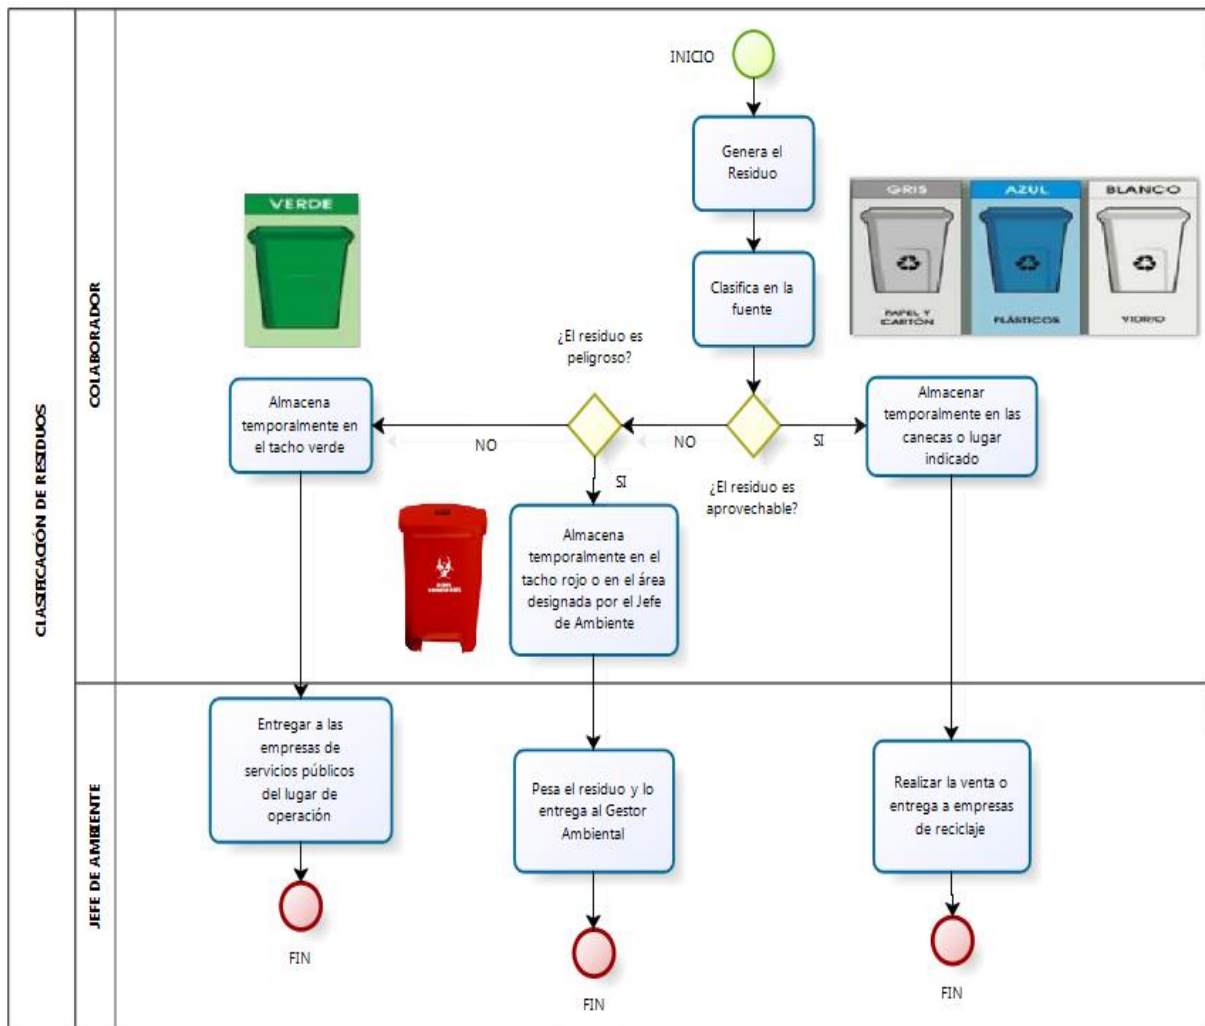 CLASIFICACIÓN DE RESIDUOS
COLABORADOR
INICIO
Genera el
Residuo
VERDE
GRIS
PAPEL Y
CARTÓN
AZUL
PLÁSTICOS
BLANCO
VIDRIO
Clasifica en la
fuente
¿El residuo es
peligroso?
Almacena
temporalmente en
el tacho verde
NO
NO
SI
Almacenar
temporalmente en las
canecas o lugar
indicado
SI
¿El residuo es
aprovechable?
Almacena
temporalmente en el
tacho rojo o en el área
designada por el Jefe
de Ambiente
JEFE DE AMBIENTE
Entregar a las
empresas de
servicios públicos
del lugar de
operación
Pesa el residuo y lo
entrega al Gestor
Ambiental
Realizar la venta o
entrega a empresas
de reciclaje
FIN
FIN
FIN